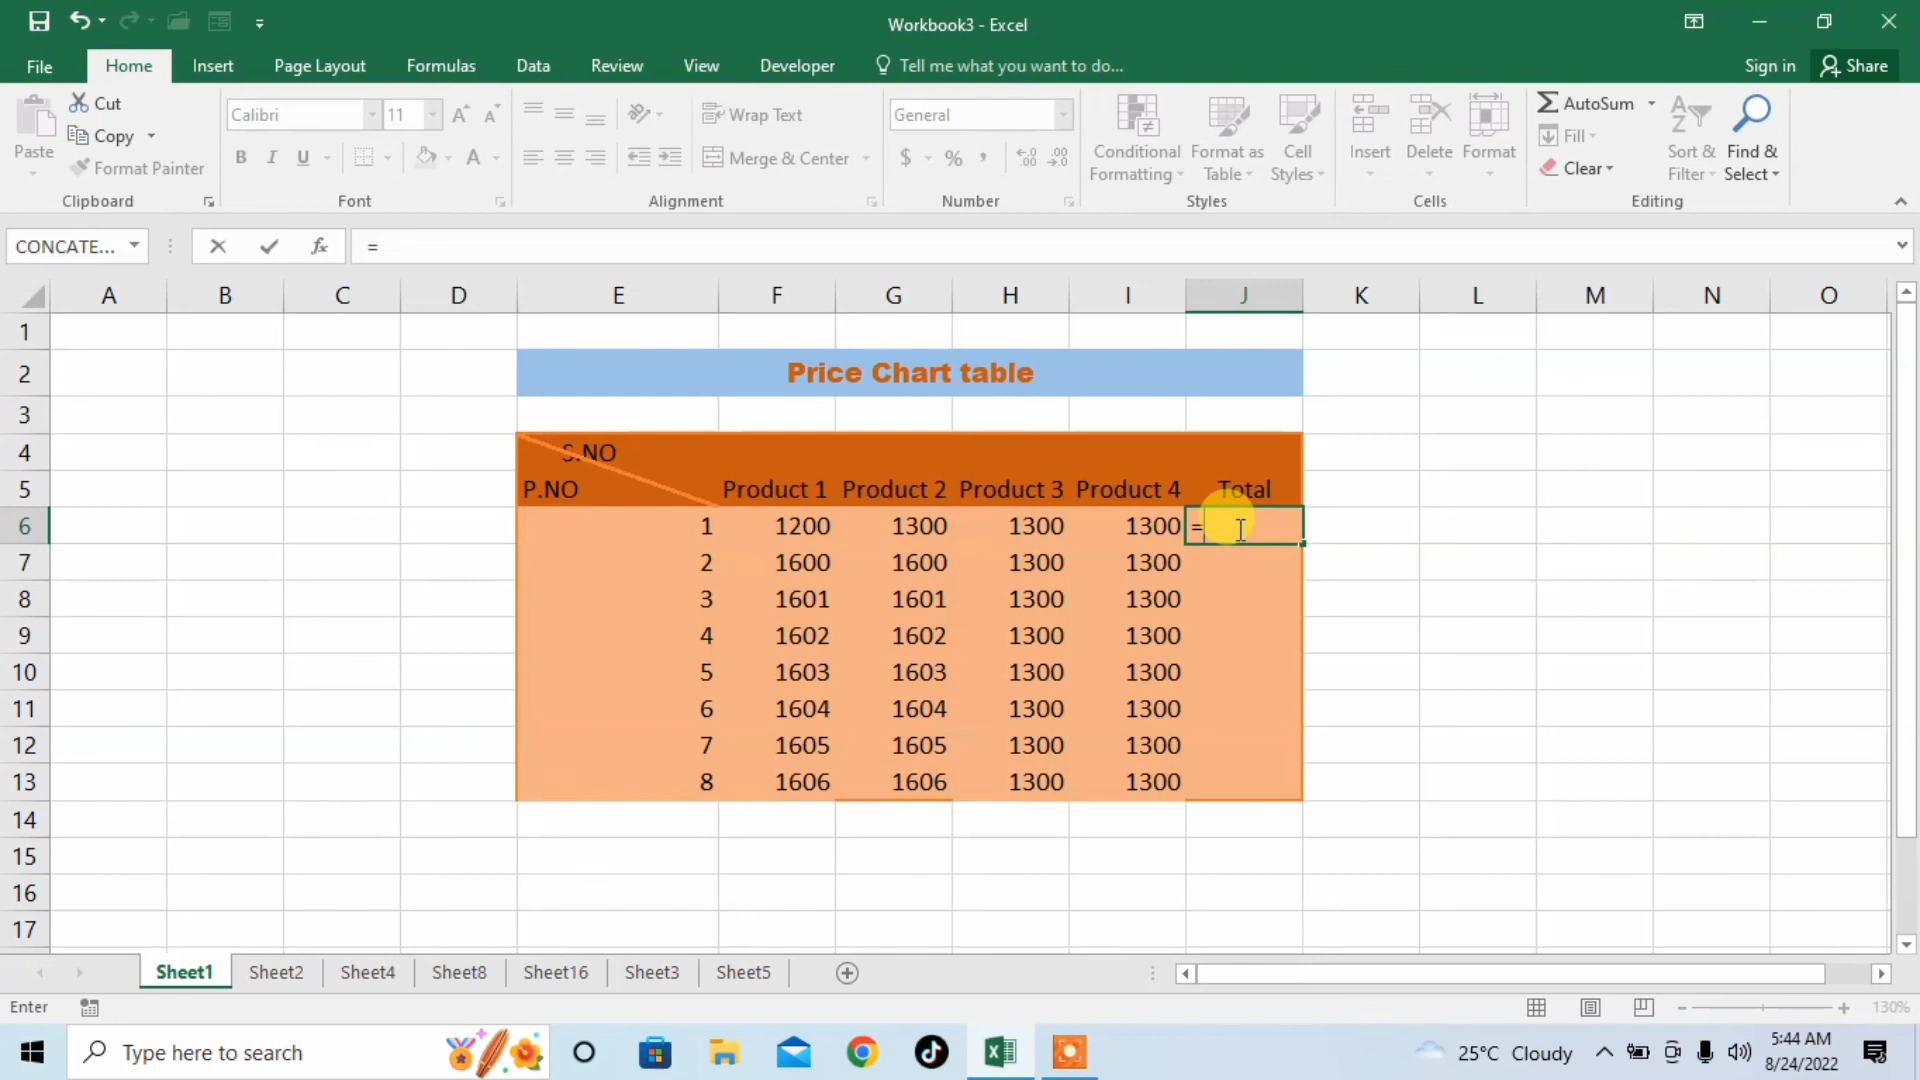 Workbook3 - Excel
File Home Insert Page Layout Formulas Data Review View Developer Tell me what you want to do... Sign in Share
Paste Cut Copy Format Painter Clipboard
Calibri 11 B I U A Font
Wrap Text Merge & Center Alignment
General $ % , Number
Conditional Formatting Format as Table Cell Styles Styles
Insert Delete Format Cells
AutoSum Fill Clear Sort & Filter Find & Select Editing
CONCATE... fx =
A B C D E F G H I J K L M N O
1
2 Price Chart table
3
4 S.NO
5 P.NO Product 1 Product 2 Product 3 Product 4 Total
6 1 1200 1300 1300 1300 =
7 2 1600 1600 1300 1300
8 3 1601 1601 1300 1300
9 4 1602 1602 1300 1300
10 5 1603 1603 1300 1300
11 6 1604 1604 1300 1300
12 7 1605 1605 1300 1300
13 8 1606 1606 1300 1300
14
15
16
17
Sheet1 Sheet2 Sheet4 Sheet8 Sheet16 Sheet3 Sheet5
Enter 130%
Type here to search 25°C Cloudy 5:44 AM
8/24/2022